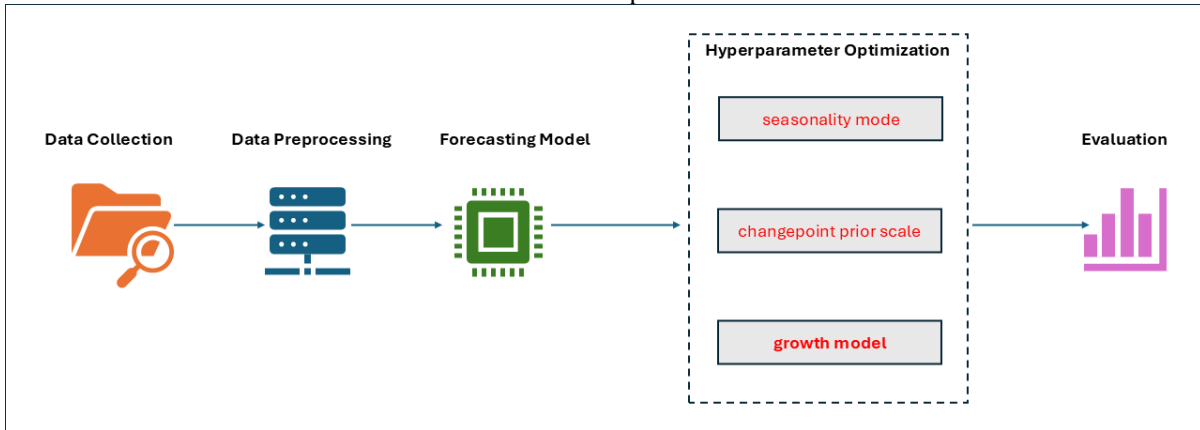 Hyperparameter Optimization
seasonality mode
Data Collection
Data Preprocessing
Forecasting Model
Evaluation
changepoint prior scale
growth model